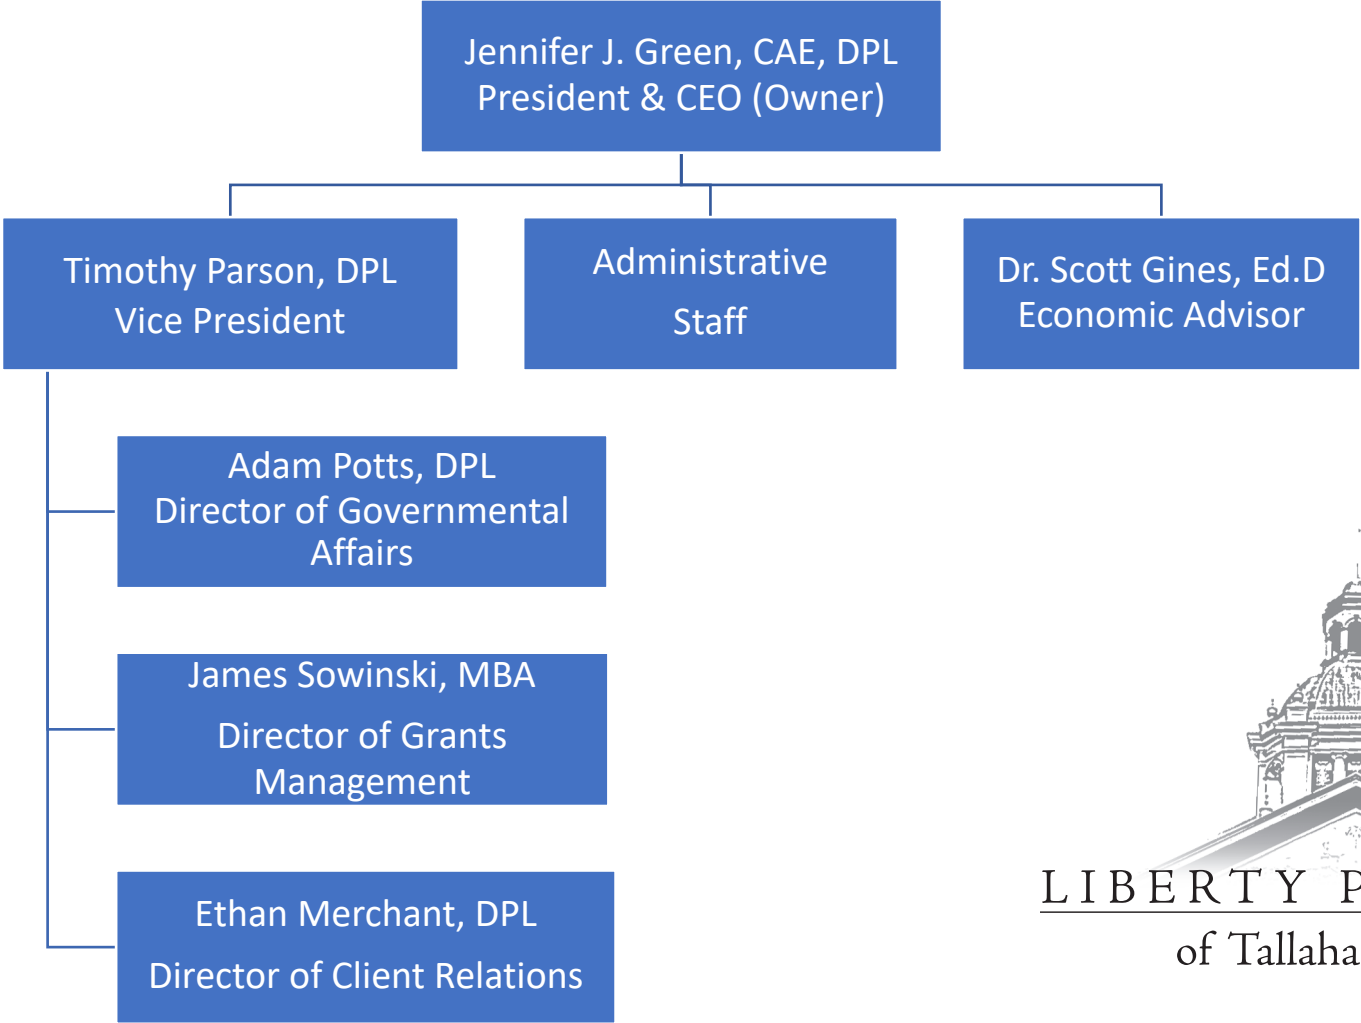 Jennifer J. Green, CAE, DPL
President & CEO (Owner)
Timothy Parson, DPL
Vice President
Administrative
Staff
Dr. Scott Gines, Ed.D
Economic Advisor
Adam Potts, DPL
Director of Governmental
Affairs
James Sowinski, MBA
Director of Grants
Management
Ethan Merchant, DPL
Director of Client Relations
LIBERTY P
of Tallaha